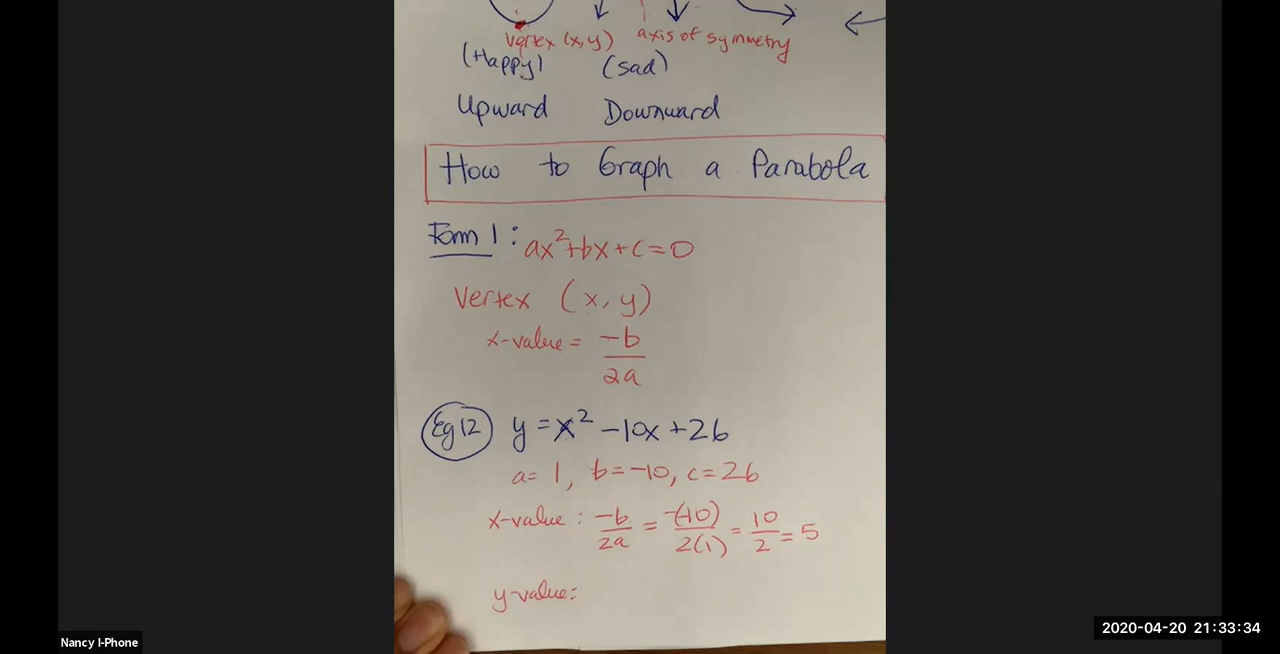 vertex (x,y) axis of symmetry
(Happy) (sad)
Upward Downward
How to Graph a Parabola
Form 1: ax²+bx+c=0
Vertex (x,y)
x-value = -b/2a
Eg 12 y = x² -10x +26
a= 1, b=-10, c=26
x-value: -b/2a = -(-10)/2(1) = 10/2 = 5
y-value:
Nancy I-Phone
2020-04-20 21:33:34